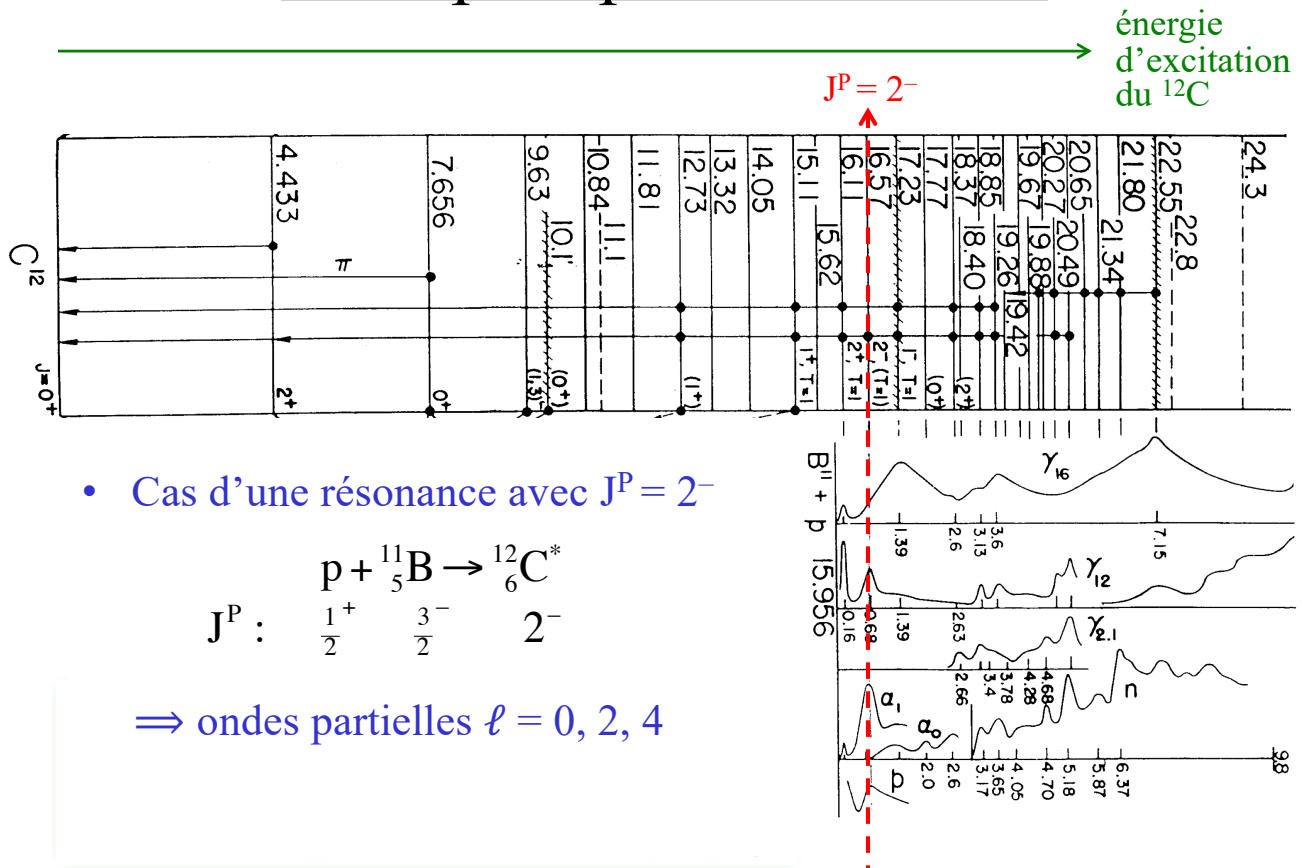 énergie
d'excitation
du ¹²C
Jᴾ = 2⁻
4.433
7.656
9.63
10.1
10.84
11.1
11.81
12.73
13.32
14.05
15.11
15.62
16.11
16.57
17.23
17.77
18.37
18.40
18.85
19.26
19.42
19.67
19.88
20.27
20.49
20.65
21.34
21.80
22.55
22.8
24.3
C¹²
π
J=0⁺
2⁺
0⁺
(1,3)⁻
(0⁺)
(1⁺)
1⁺, T=1
2⁺, T=1
2⁻, (T=1)
1⁻, T=1
(0⁺)
(2⁺)
• Cas d'une résonance avec Jᴾ = 2⁻
p + ¹¹₅B → ¹²₆C*
Jᴾ : ½⁺ 3/2⁻ 2⁻
⟹ ondes partielles ℓ = 0, 2, 4
B¹¹ + p
15.956
γ₁₆
1.39
2.6
3.13
3.6
7.15
γ₁₂
0.16
0.68
1.39
2.63
γ₂.₁
2.66
3.4
3.78
4.28
4.68
n
α₁
α₀
2.0
2.6
3.17
3.65
4.05
4.70
5.18
5.87
6.37
9.8
p